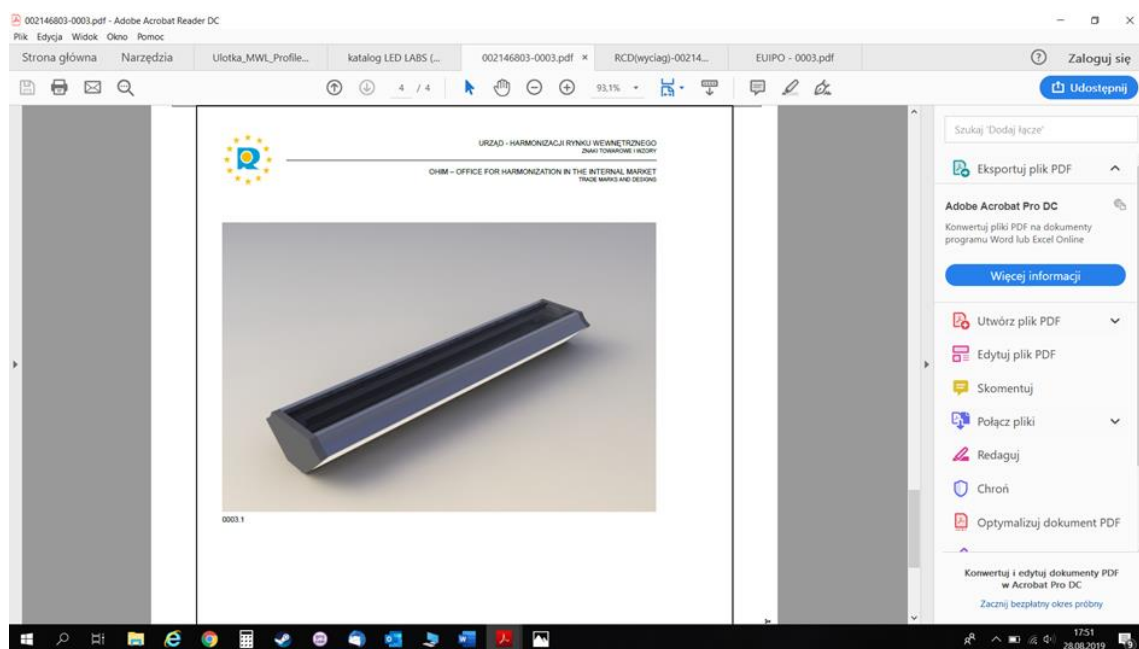 002146803-0003.pdf - Adobe Acrobat Reader DC
Plik Edycja Widok Okno Pomoc
Strona główna Narzędzia Ulotka_MWL_Profile... katalog LED LABS (... 002146803-0003.pdf × RCD(wyciag)-00214... EUIPO - 0003.pdf Zaloguj się
4 / 4 93,1% Udostępnij
URZĄD - HARMONIZACJI RYNKU WEWNĘTRZNEGO
ZNAKI TOWAROWE I WZORY
OHIM – OFFICE FOR HARMONIZATION IN THE INTERNAL MARKET
TRADE MARKS AND DESIGNS
0003.1
Szukaj 'Dodaj łącze'
Eksportuj plik PDF
Adobe Acrobat Pro DC
Konwertuj pliki PDF na dokumenty
programu Word lub Excel Online
Więcej informacji
Utwórz plik PDF
Edytuj plik PDF
Skomentuj
Połącz pliki
Redaguj
Chroń
Optymalizuj dokument PDF
Konwertuj i edytuj dokumenty PDF
w Acrobat Pro DC
Zacznij bezpłatny okres próbny
17:51
28.08.2019